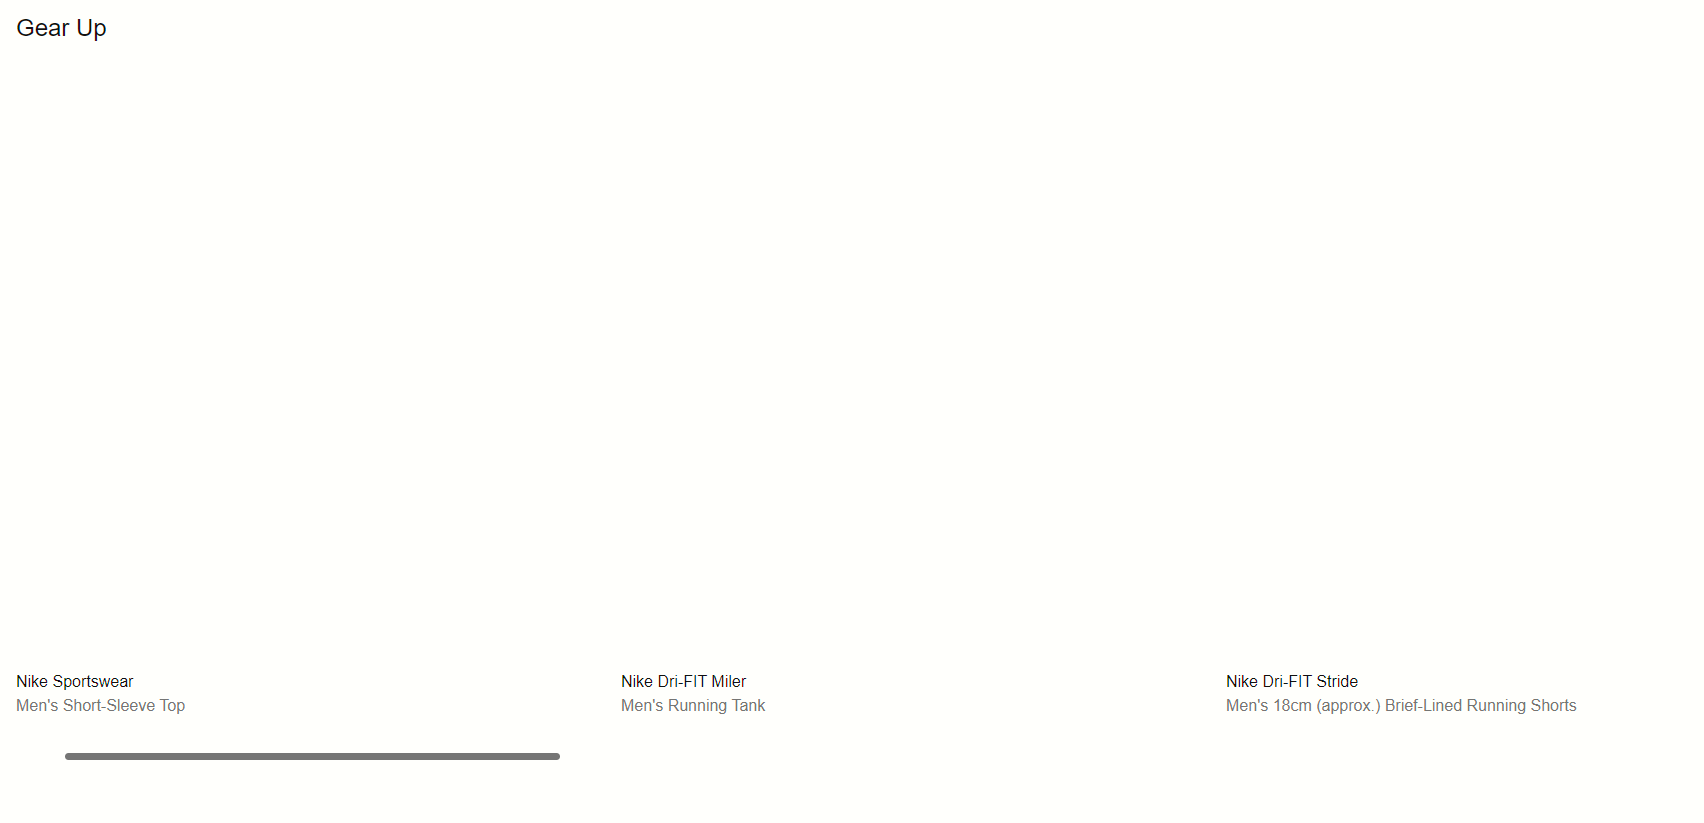 Gear Up
Nike Sportswear
Men's Short-Sleeve Top
Nike Dri-FIT Miler
Men's Running Tank
Nike Dri-FIT Stride
Men's 18cm (approx.) Brief-Lined Running Shorts